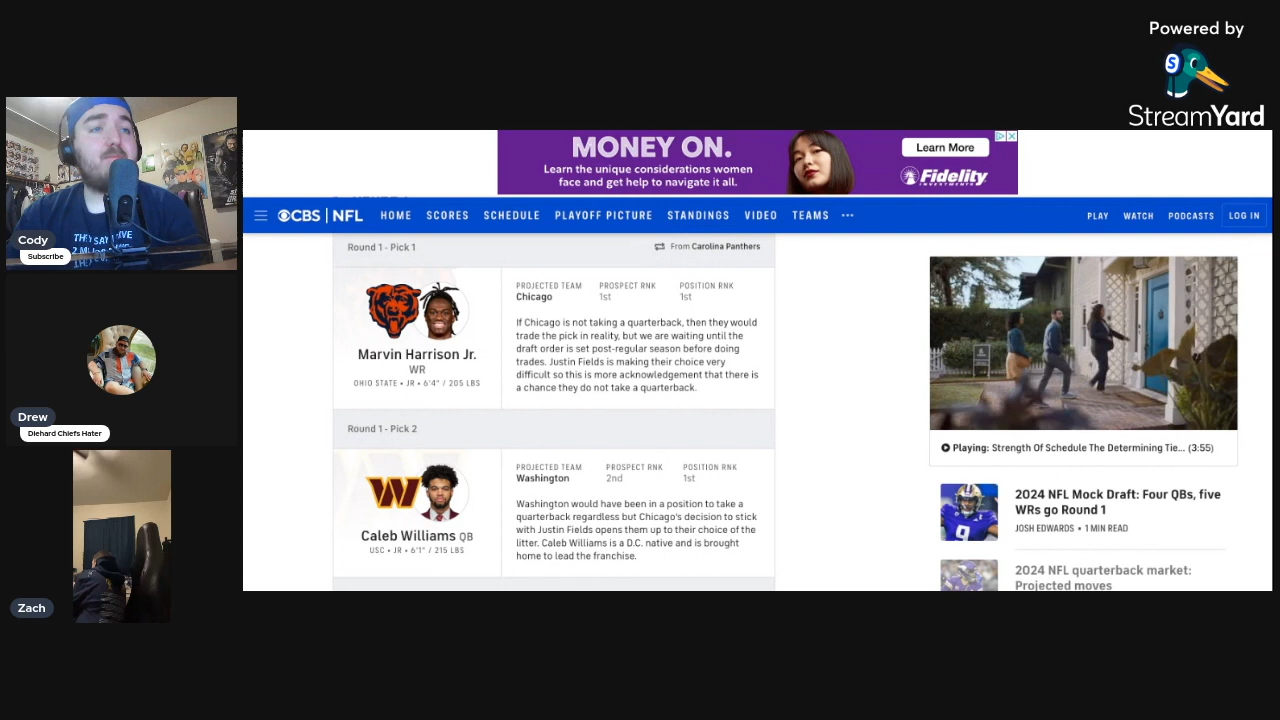 Powered by
StreamYard
Cody
Subscribe
Drew
Diehard Chiefs Hater
Zach
MONEY ON.
Learn the unique considerations women
face and get help to navigate it all.
Learn More
Fidelity
INVESTMENTS
CBS | NFL
HOME
SCORES
SCHEDULE
PLAYOFF PICTURE
STANDINGS
VIDEO
TEAMS
•••
PLAY
WATCH
PODCASTS
LOG IN
Round 1 - Pick 1
From Carolina Panthers
Marvin Harrison Jr.
WR
OHIO STATE • JR • 6'4" / 205 LBS
PROJECTED TEAM
Chicago
PROSPECT RNK
1st
POSITION RNK
1st
If Chicago is not taking a quarterback, then they would
trade the pick in reality, but we are waiting until the
draft order is set post-regular season before doing
trades. Justin Fields is making their choice very
difficult so this is more acknowledgement that there is
a chance they do not take a quarterback.
Round 1 - Pick 2
Caleb Williams QB
USC • JR • 6'1" / 215 LBS
PROJECTED TEAM
Washington
PROSPECT RNK
2nd
POSITION RNK
1st
Washington would have been in a position to take a
quarterback regardless but Chicago's decision to stick
with Justin Fields opens them up to their choice of the
litter. Caleb Williams is a D.C. native and is brought
home to lead the franchise.
Playing: Strength Of Schedule The Determining Tie... (3:55)
2024 NFL Mock Draft: Four QBs, five
WRs go Round 1
JOSH EDWARDS • 1 MIN READ
2024 NFL quarterback market:
Projected moves